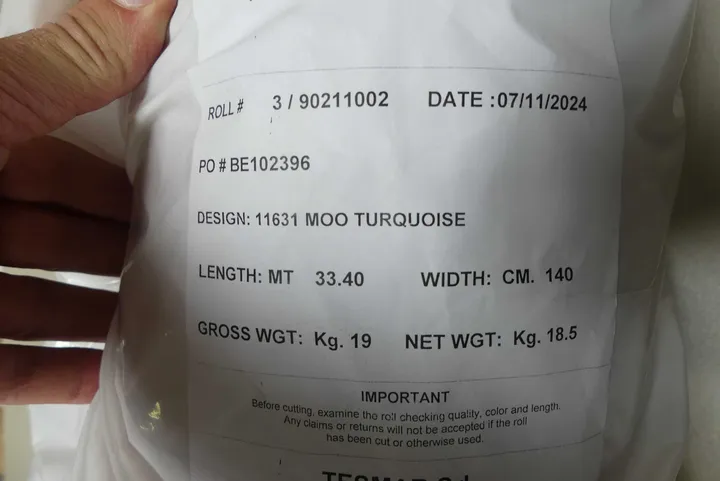 ROLL # 3 / 90211002 DATE : 07/11/2024
PO # BE102396
DESIGN: 11631 MOO TURQUOISE
LENGTH: MT 33.40 WIDTH: CM. 140
GROSS WGT: Kg. 19 NET WGT: Kg. 18.5
IMPORTANT
Before cutting, examine the roll checking quality, color and length.
Any claims or returns will not be accepted if the roll
has been cut or otherwise used.